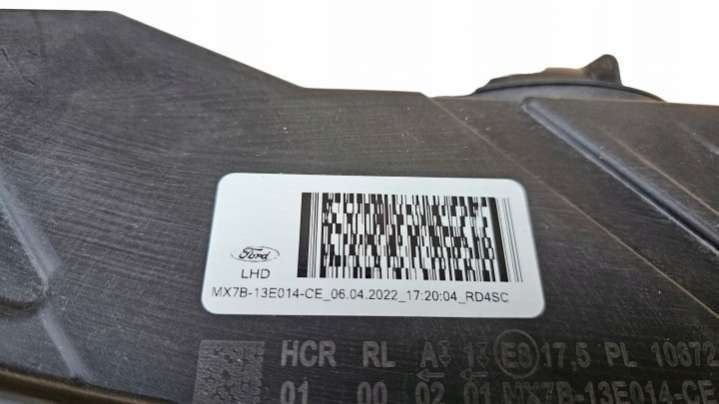 Ford
LHD
MX7B-13E014-CE_06.04.2022_17:20:04_RD4SC
HCR RL A 17,5 PL 10672
01 00 02 01 MX7B-13E014-CE